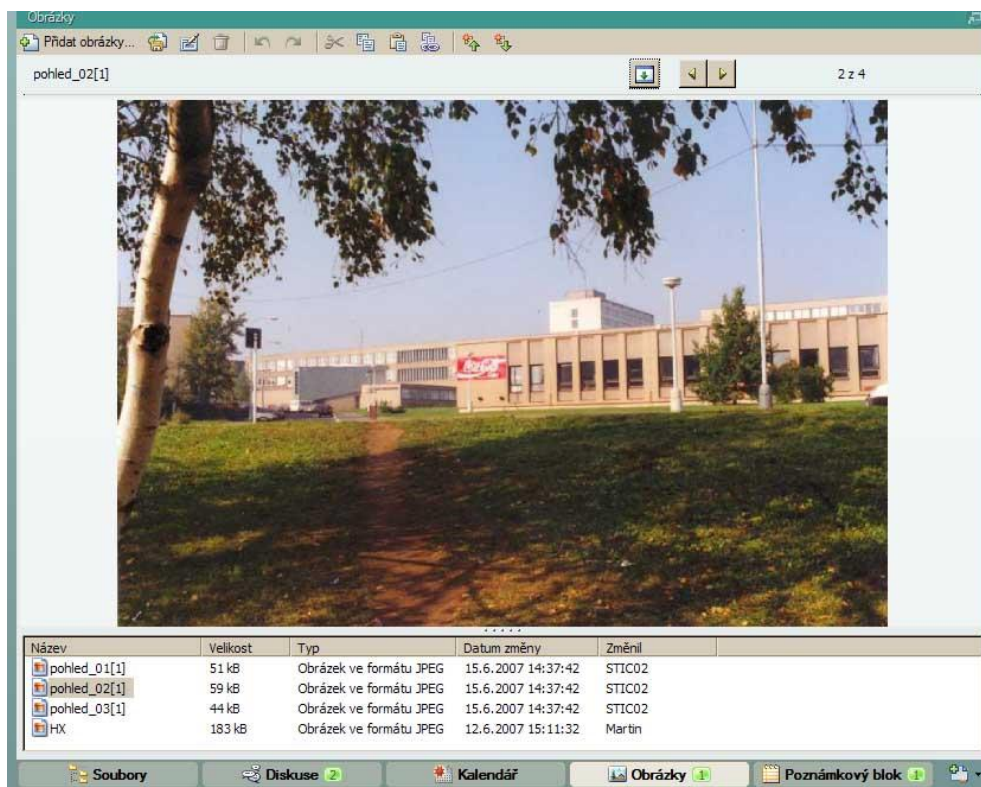 Obrázky
Přidat obrázky...
pohled_02[1] 2 z 4
Coca-Cola
Název Velikost Typ Datum změny Změnil
pohled_01[1] 51 kB Obrázek ve formátu JPEG 15.6.2007 14:37:42 STIC02
pohled_02[1] 59 kB Obrázek ve formátu JPEG 15.6.2007 14:37:42 STIC02
pohled_03[1] 44 kB Obrázek ve formátu JPEG 15.6.2007 14:37:42 STIC02
HX 183 kB Obrázek ve formátu JPEG 12.6.2007 15:11:32 Martin
Soubory Diskuse 2 Kalendář Obrázky 1 Poznámkový blok 1